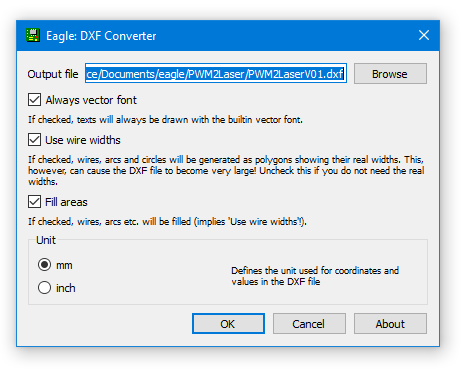 Eagle: DXF Converter
Output file ce/Documents/eagle/PWM2Laser/PWM2LaserV01.dxf Browse
Always vector font
If checked, texts will always be drawn with the builtin vector font.
Use wire widths
If checked, wires, arcs and circles will be generated as polygons showing their real widths. This,
however, can cause the DXF file to become very large! Uncheck this if you do not need the real
widths.
Fill areas
If checked, wires, arcs etc. will be filled (implies 'Use wire widths'!).
Unit
mm
inch
Defines the unit used for coordinates and
values in the DXF file
OK Cancel About